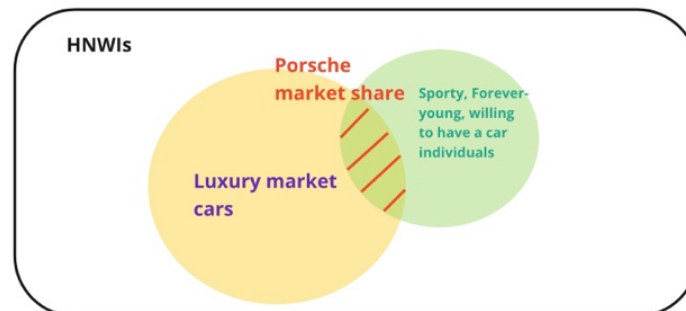 HNWIs
Porsche
market share
Sporty, Forever-
young, willing
to have a car
individuals
Luxury market
cars